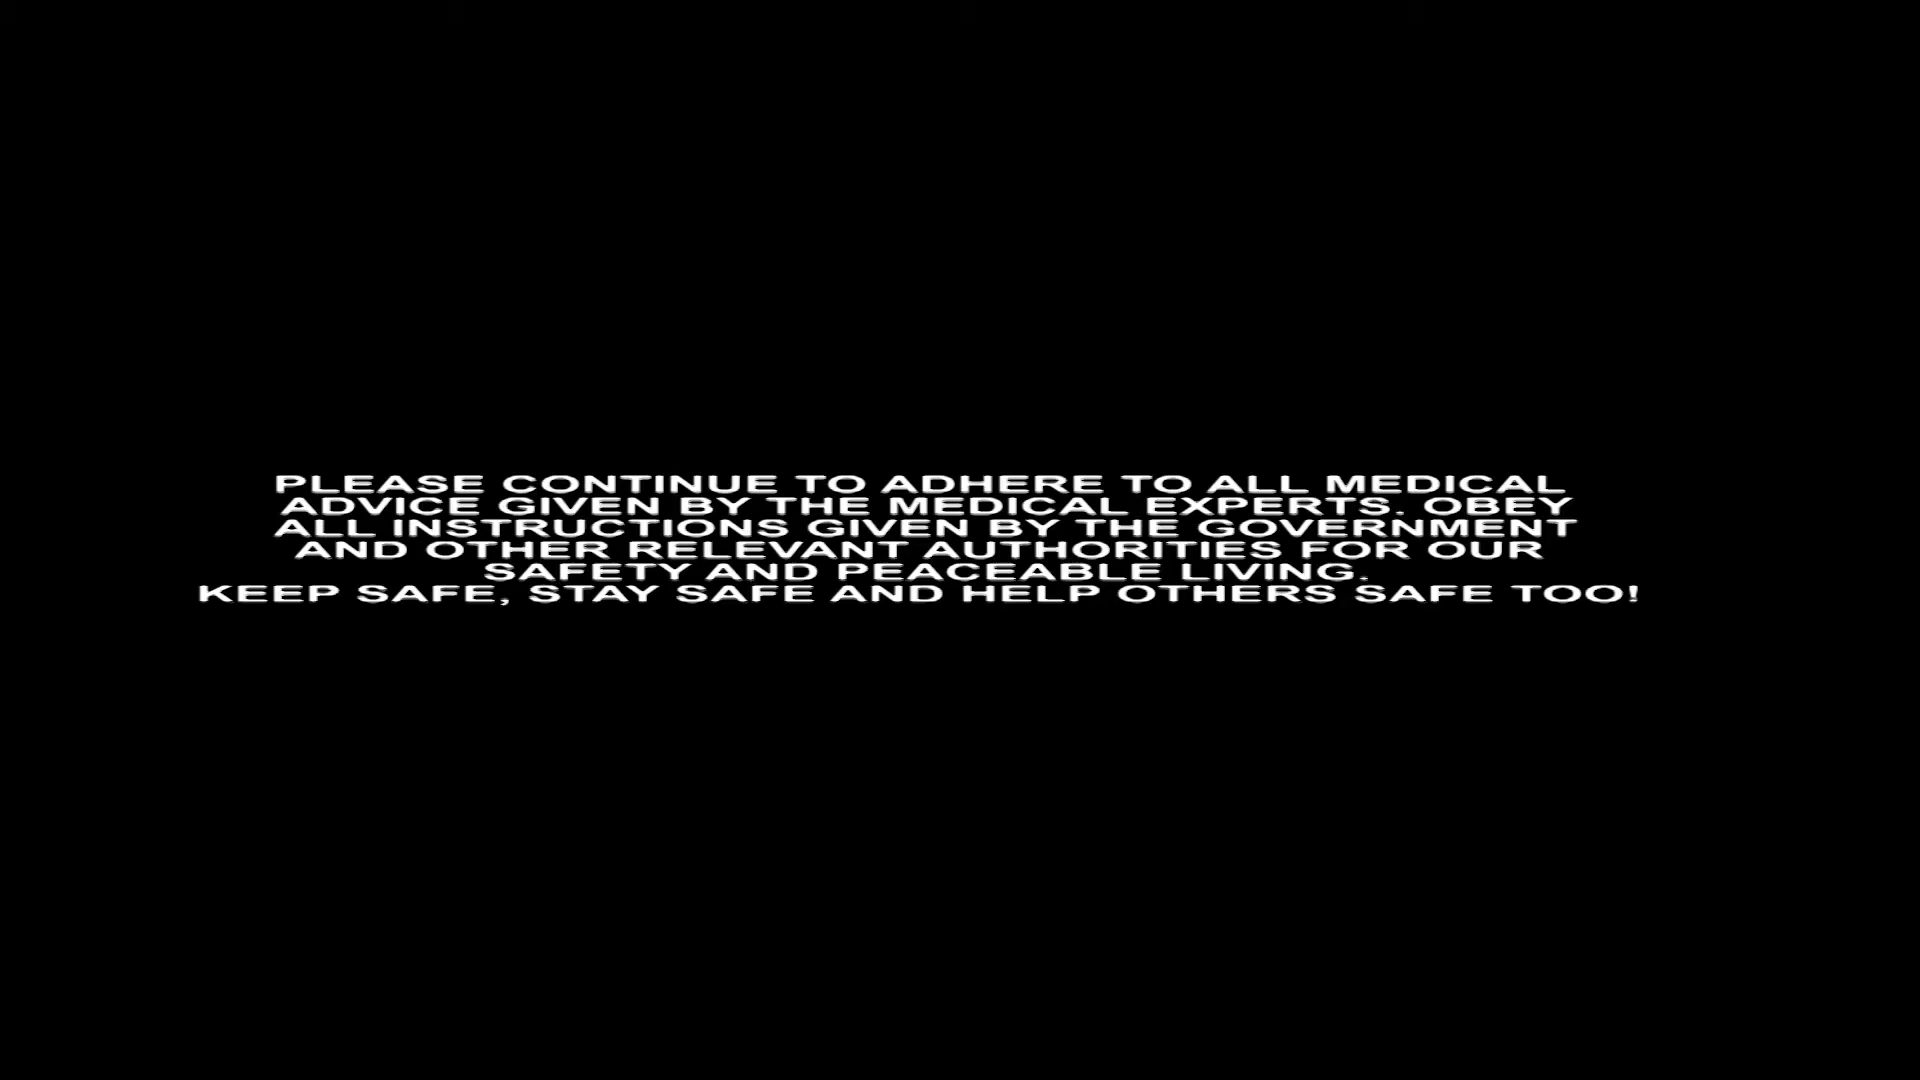 PLEASE CONTINUE TO ADHERE TO ALL MEDICAL
ADVICE GIVEN BY THE MEDICAL EXPERTS. OBEY
ALL INSTRUCTIONS GIVEN BY THE GOVERNMENT
AND OTHER RELEVANT AUTHORITIES FOR OUR
SAFETY AND PEACEABLE LIVING.
KEEP SAFE, STAY SAFE AND HELP OTHERS SAFE TOO!